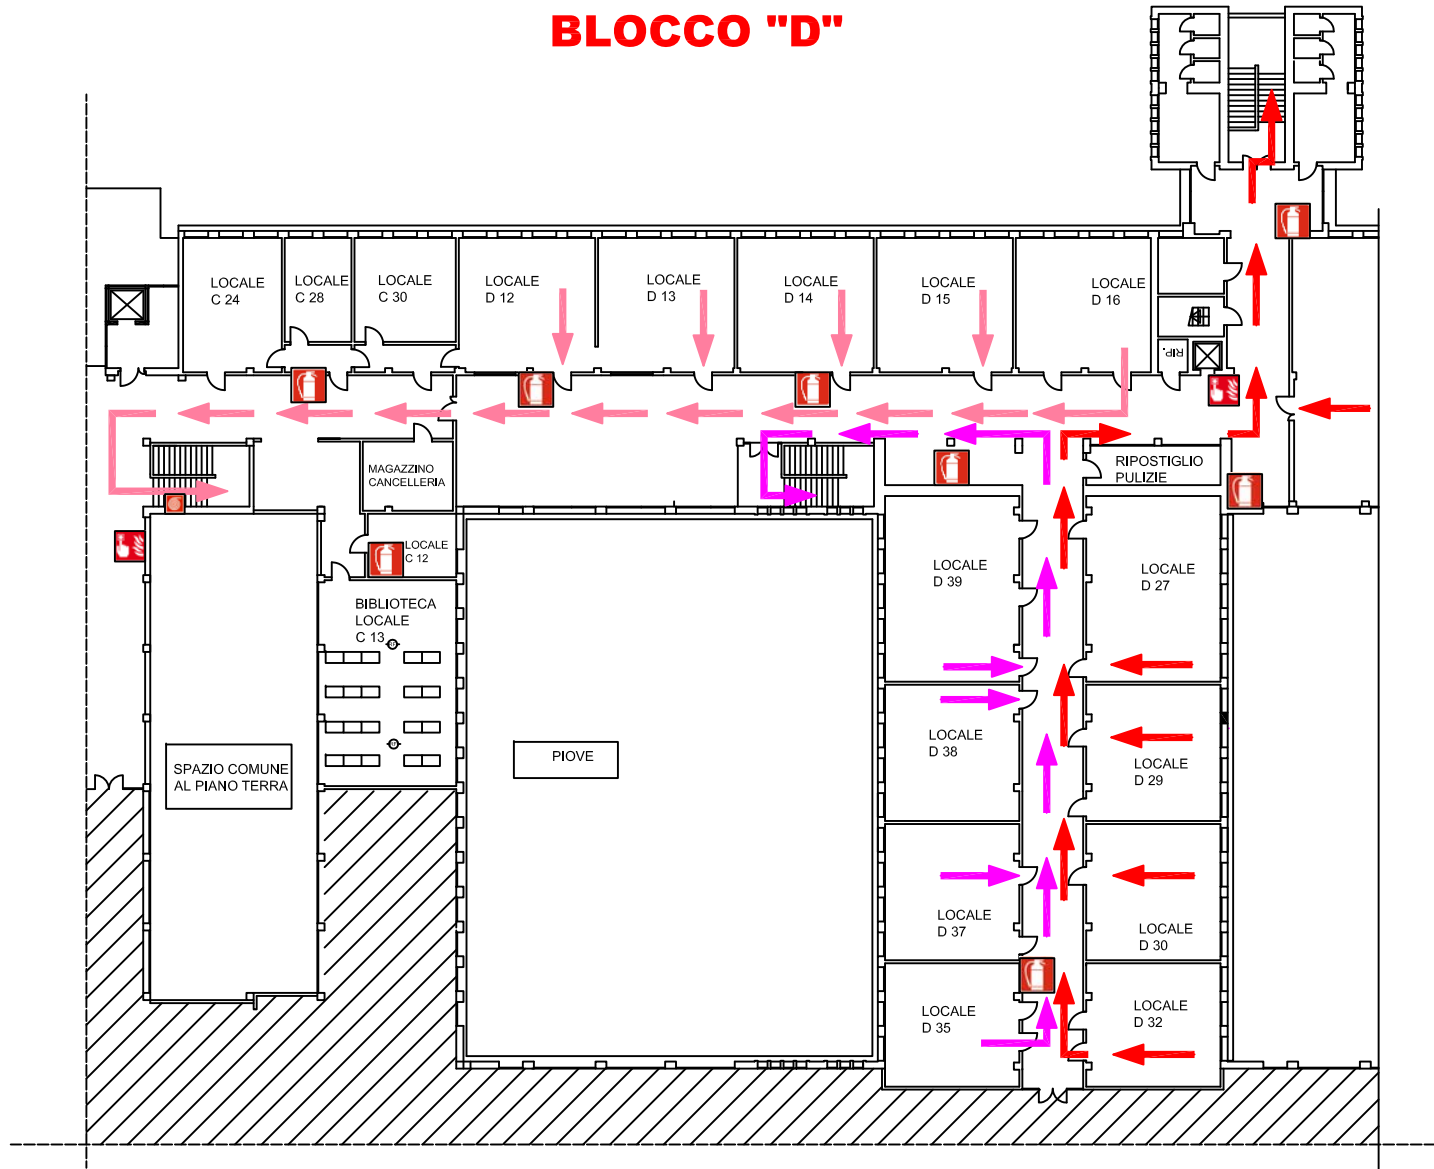 BLOCCO "D"
LOCALE
C 24
LOCALE
C 28
LOCALE
C 30
LOCALE
D 12
LOCALE
D 13
LOCALE
D 14
LOCALE
D 15
LOCALE
D 16
RIP.
MAGAZZINO
CANCELLERIA
RIPOSTIGLIO
PULIZIE
LOCALE
C 12
LOCALE
D 39
LOCALE
D 27
BIBLIOTECA
LOCALE
C 13
LOCALE
D 38
LOCALE
D 29
PIOVE
SPAZIO COMUNE
AL PIANO TERRA
LOCALE
D 37
LOCALE
D 30
LOCALE
D 35
LOCALE
D 32